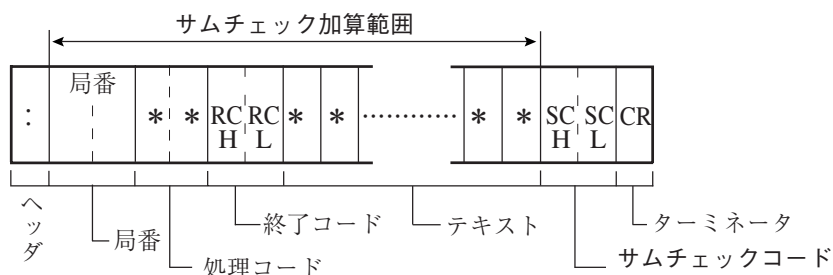 サムチェック加算範囲
局番
: * * RC RC * * ………… * * SC SC CR
H L H L
ヘッダ
局番
処理コード
終了コード
テキスト
サムチェックコード
ターミネータ